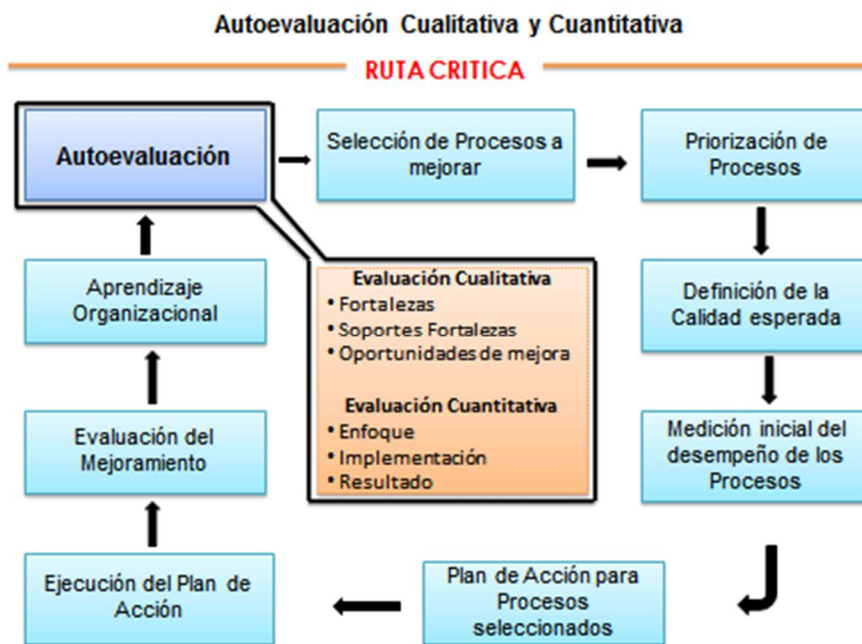 Autoevaluación Cualitativa y Cuantitativa
RUTA CRITICA
Autoevaluación
Selección de Procesos a
mejorar
Priorización de
Procesos
Definición de la
Calidad esperada
Medición inicial del
desempeño de los
Procesos
Plan de Acción para
Procesos
seleccionados
Ejecución del Plan de
Acción
Evaluación del
Mejoramiento
Aprendizaje
Organizacional
Evaluación Cualitativa
• Fortalezas
• Soportes Fortalezas
• Oportunidades de mejora
Evaluación Cuantitativa
• Enfoque
• Implementación
• Resultado